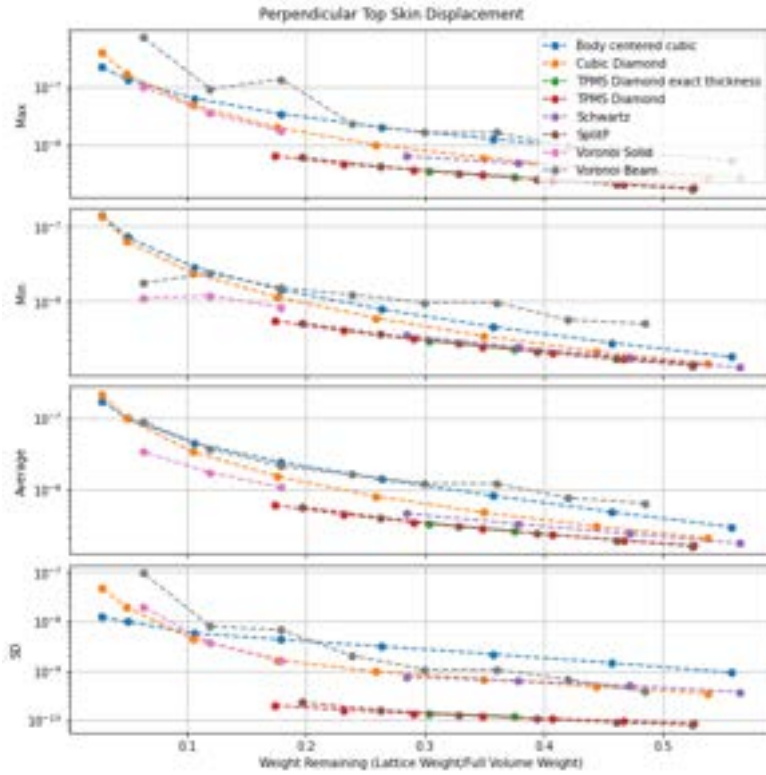 Perpendicular Top Skin Displacement
Body centered cubic
Cubic Diamond
TPMS Diamond exact thickness
TPMS Diamond
Schwartz
SplitP
Voronoi Solid
Voronoi Beam
Max
10⁻⁷
10⁻⁸
Min
10⁻⁷
10⁻⁸
Average
10⁻⁷
10⁻⁸
SD
10⁻⁷
10⁻⁸
10⁻⁹
10⁻¹⁰
0.1 0.2 0.3 0.4 0.5
Weight Remaining (Lattice Weight/Full Volume Weight)